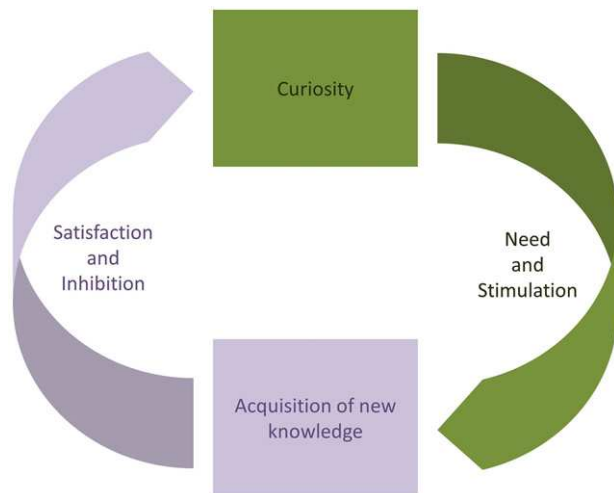 Curiosity
Satisfaction
and
Inhibition
Need
and
Stimulation
Acquisition of new
knowledge